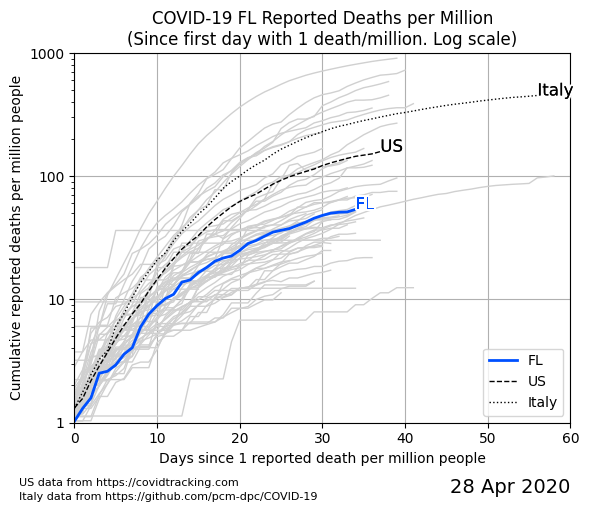 COVID-19 FL Reported Deaths per Million
(Since first day with 1 death/million. Log scale)
Cumulative reported deaths per million people
1000
100
10
1
Italy
US
FL
FL
US
Italy
0 10 20 30 40 50 60
Days since 1 reported death per million people
US data from https://covidtracking.com
Italy data from https://github.com/pcm-dpc/COVID-19
28 Apr 2020